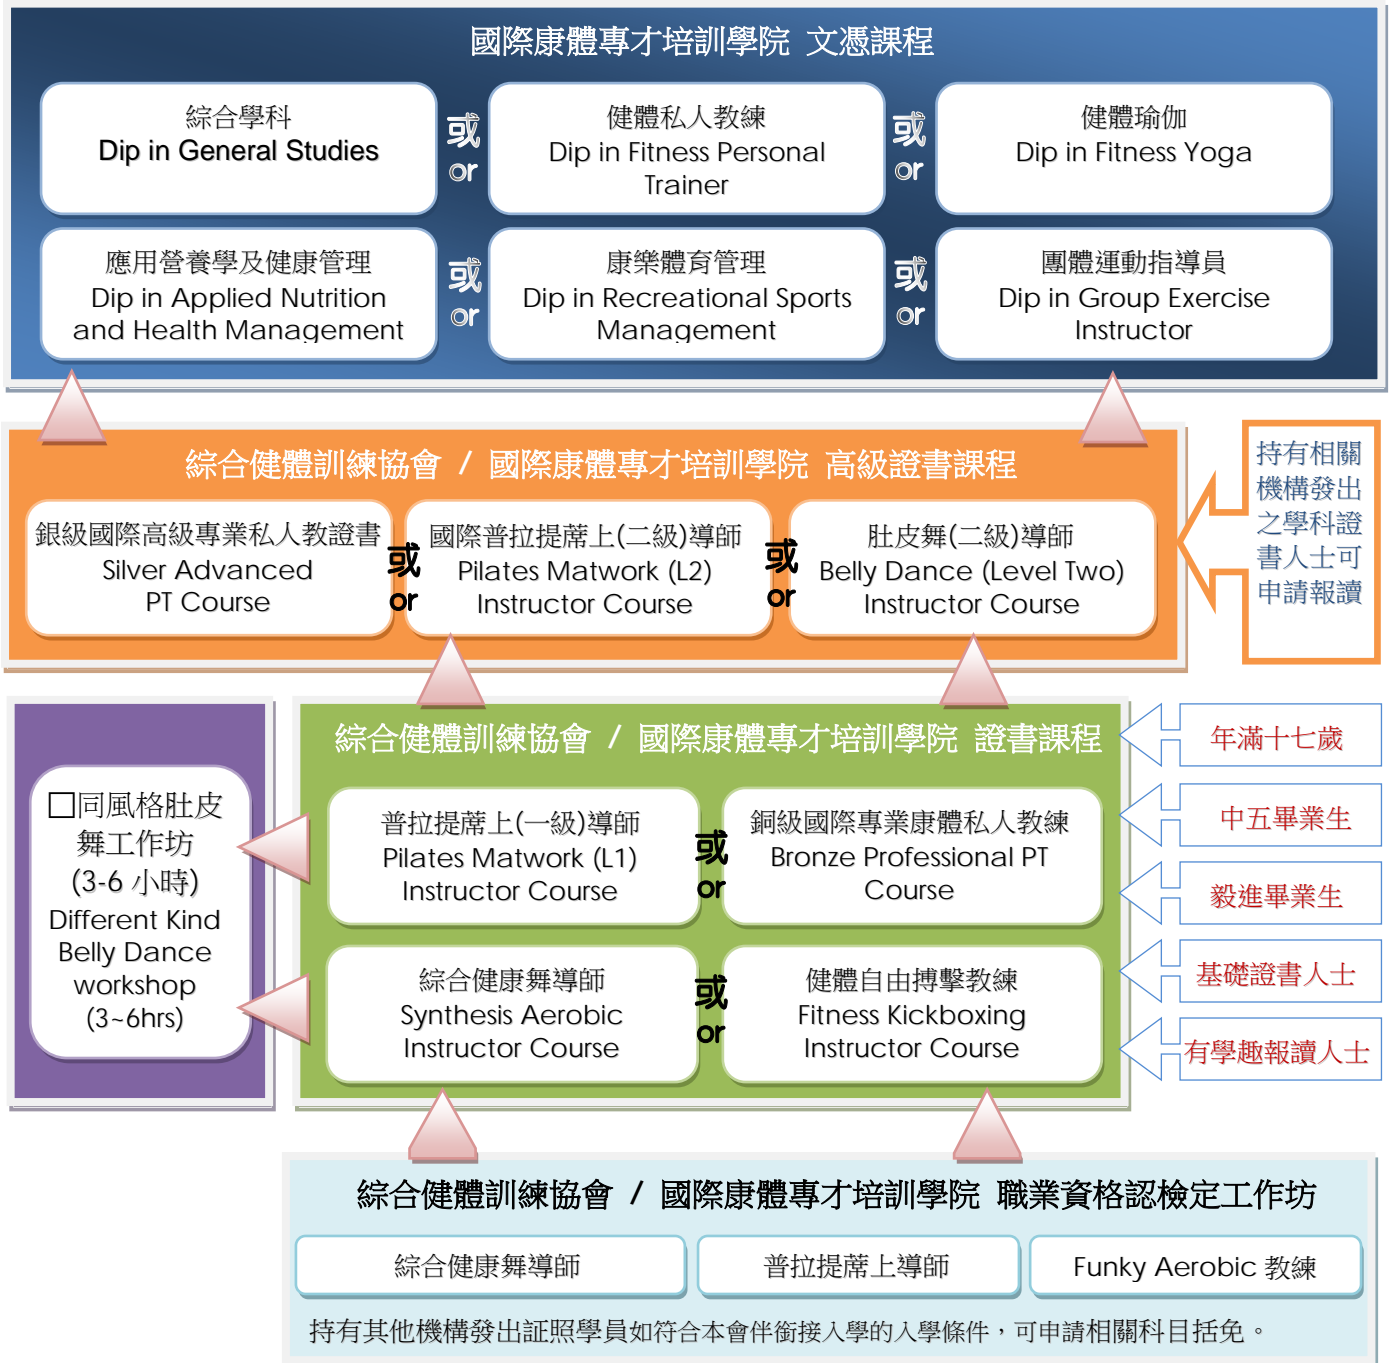 國際康體專才培訓學院 文憑課程
綜合學科
Dip in General Studies
或
or
健體私人教練
Dip in Fitness Personal
Trainer
或
or
健體瑜伽
Dip in Fitness Yoga
應用營養學及健康管理
Dip in Applied Nutrition
and Health Management
或
or
康樂體育管理
Dip in Recreational Sports
Management
或
or
團體運動指導員
Dip in Group Exercise
Instructor
綜合健體訓練協會 / 國際康體專才培訓學院 高級證書課程
銀級國際高級專業私人教證書
Silver Advanced
PT Course
或
or
國際普拉提蓆上(二級)導師
Pilates Matwork (L2)
Instructor Course
或
or
肚皮舞(二級)導師
Belly Dance (Level Two)
Instructor Course
持有相關
機構發出
之學科證
書人士可
申請報讀
綜合健體訓練協會 / 國際康體專才培訓學院 證書課程
普拉提蓆上(一級)導師
Pilates Matwork (L1)
Instructor Course
或
or
銅級國際專業康體私人教練
Bronze Professional PT
Course
綜合健康舞導師
Synthesis Aerobic
Instructor Course
或
or
健體自由搏擊教練
Fitness Kickboxing
Instructor Course
年滿十七歲
中五畢業生
毅進畢業生
基礎證書人士
有學趣報讀人士
□同風格肚皮
舞工作坊
(3-6 小時)
Different Kind
Belly Dance
workshop
(3~6hrs)
綜合健體訓練協會 / 國際康體專才培訓學院 職業資格認檢定工作坊
綜合健康舞導師
普拉提蓆上導師
Funky Aerobic 教練
持有其他機構發出証照學員如符合本會伴銜接入學的入學條件，可申請相關科目括免。